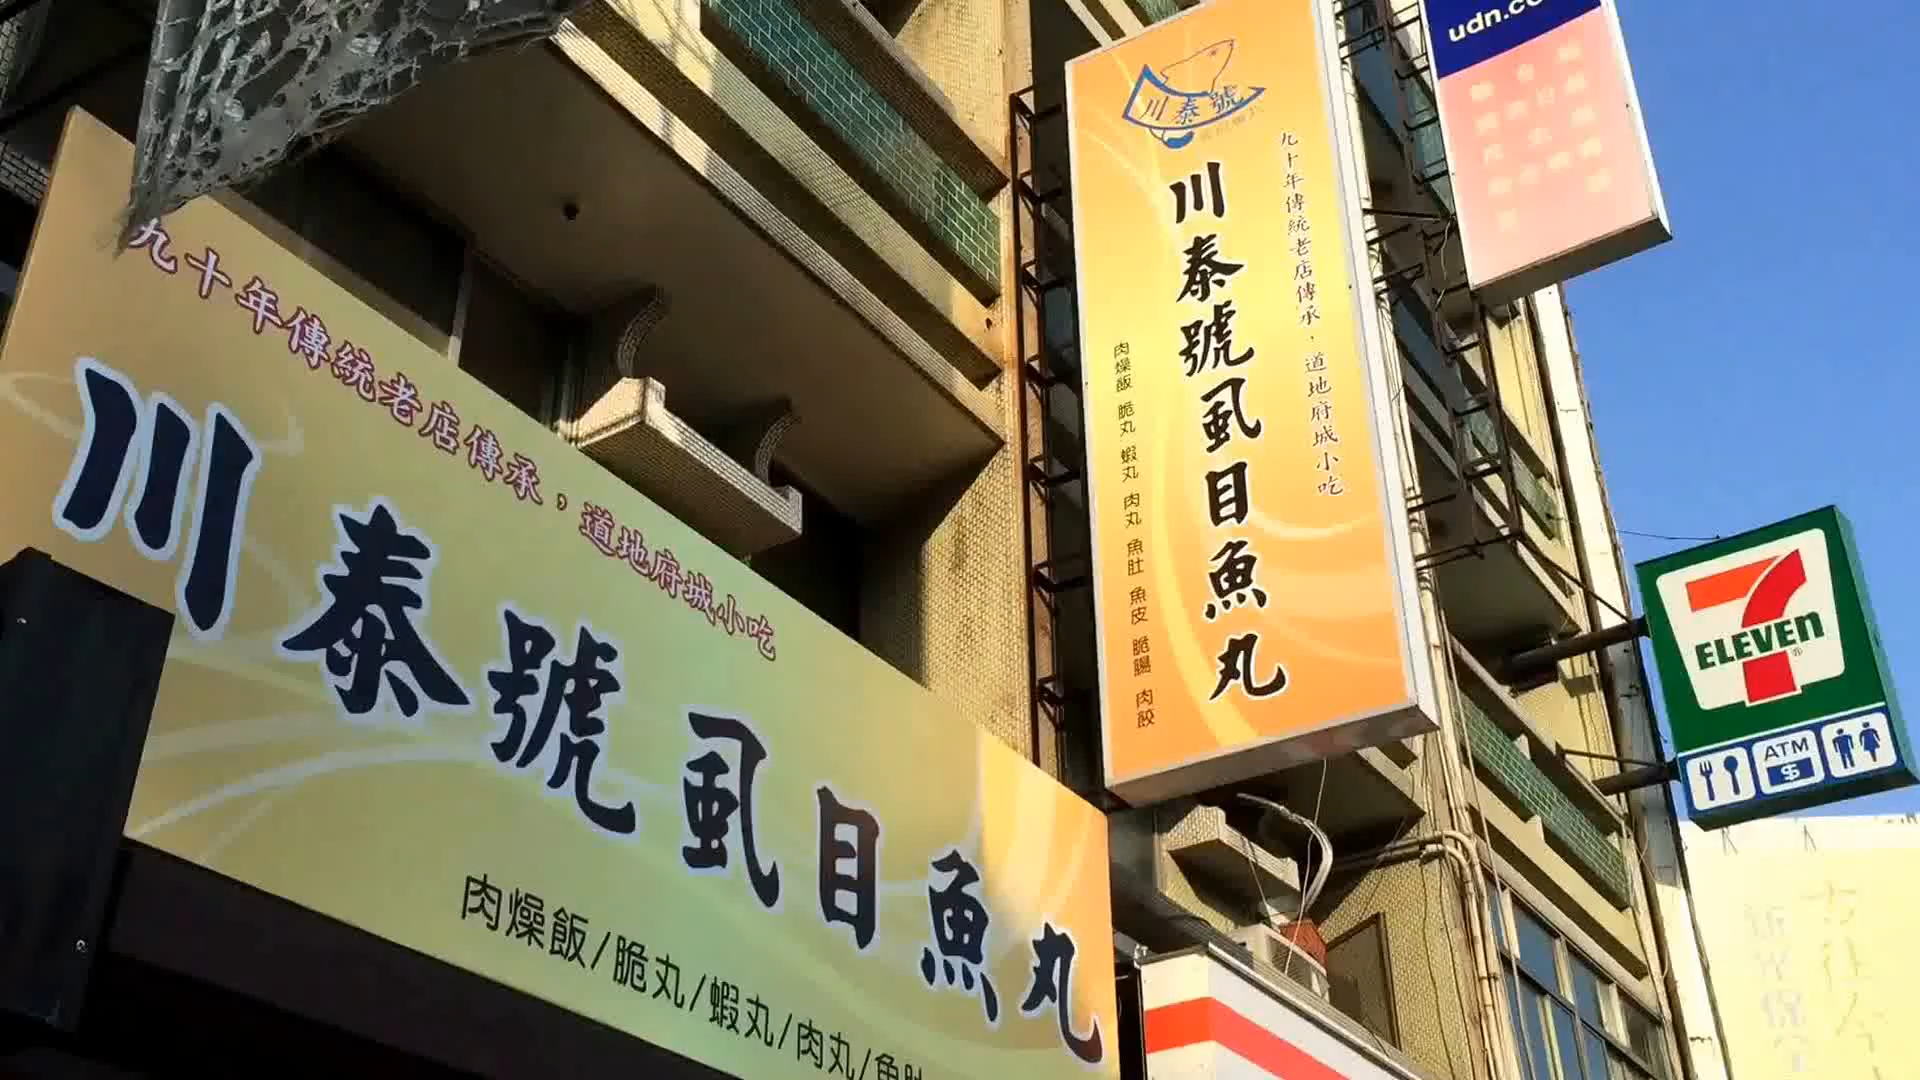 九十年傳統老店傳承，道地府城小吃
川泰號虱目魚丸
肉燥飯/脆丸/蝦丸/肉丸/魚肚
川泰號
九十年傳統老店傳承，道地府城小吃
川泰號虱目魚丸
肉燥飯 脆丸 蝦丸 肉丸 魚肚 魚皮 脆腸 肉餃
udn.co
7
ELEVEn
ATM
$